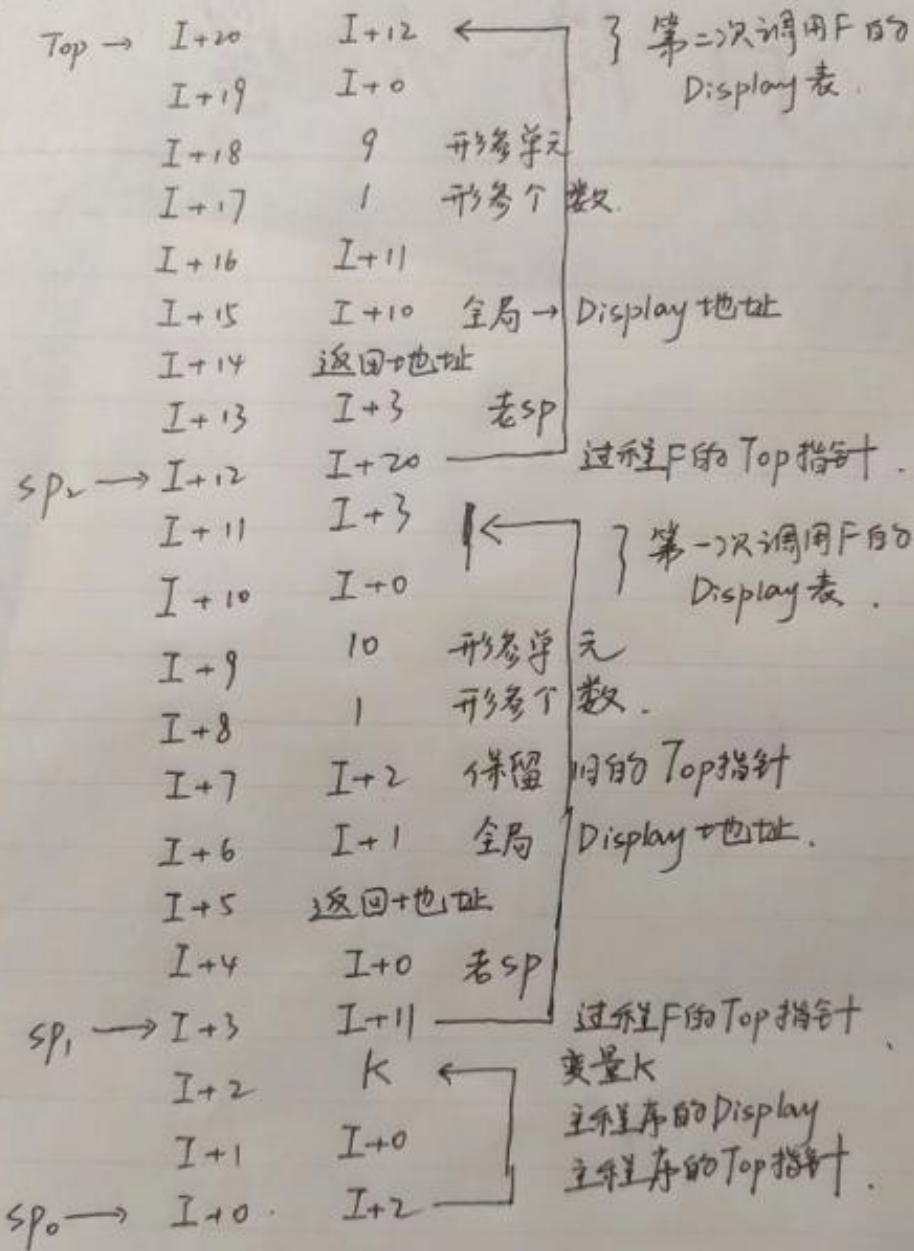 Top → I+20 I+12 } 第二次调用F的
I+19 I+0 Display表.
I+18 9 形参单元
I+17 1 形参个数.
I+16 I+11
I+15 I+10 全局→Display地址
I+14 返回地址
I+13 I+3 老sp
sp₂ → I+12 I+20 过程F的Top指针.
I+11 I+3 } 第一次调用F的
I+10 I+0 Display表.
I+9 10 形参单元
I+8 1 形参个数.
I+7 I+2 保留旧的Top指针
I+6 I+1 全局Display地址.
I+5 返回地址
I+4 I+0 老sp
sp₁ → I+3 I+11 过程F的Top指针.
I+2 K 变量K
I+1 I+0 主程序的Display
sp₀ → I+0. I+2 主程序的Top指针.